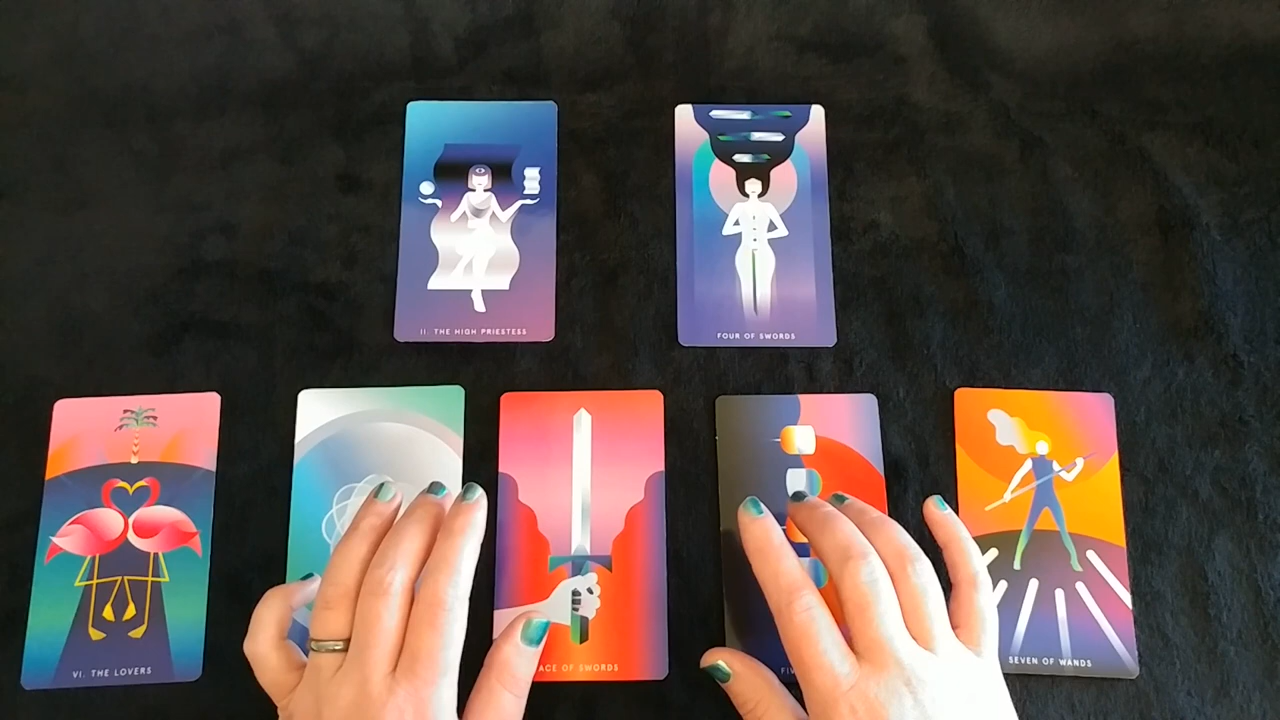 II. THE HIGH PRIESTESS
FOUR OF SWORDS
VI. THE LOVERS
ACE OF SWORDS
SEVEN OF WANDS